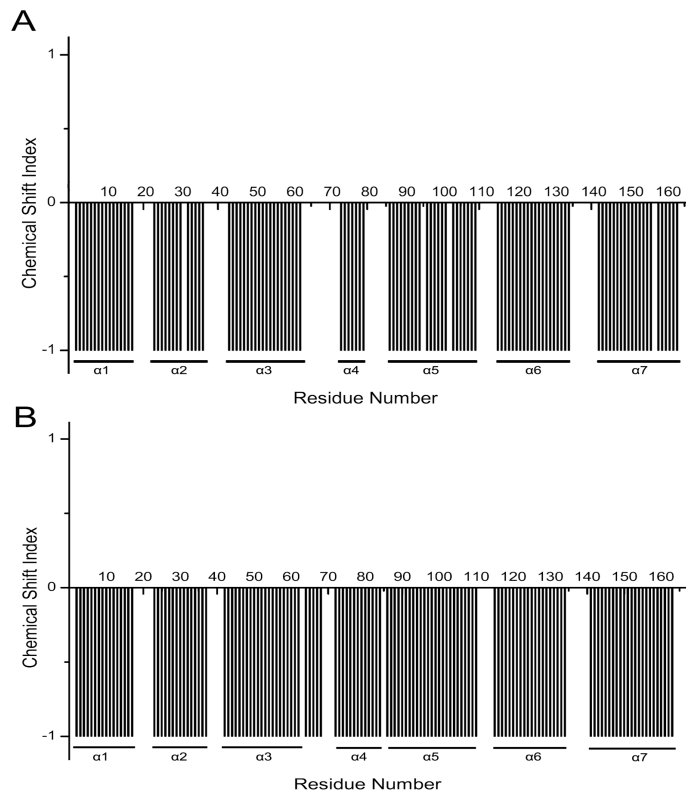 A
1
Chemical Shift Index
10 20 30 40 50 60 70 80 90 100 110 120 130 140 150 160
0
-1
α1 α2 α3 α4 α5 α6 α7
Residue Number
B
1
Chemical Shift Index
10 20 30 40 50 60 70 80 90 100 110 120 130 140 150 160
0
-1
α1 α2 α3 α4 α5 α6 α7
Residue Number